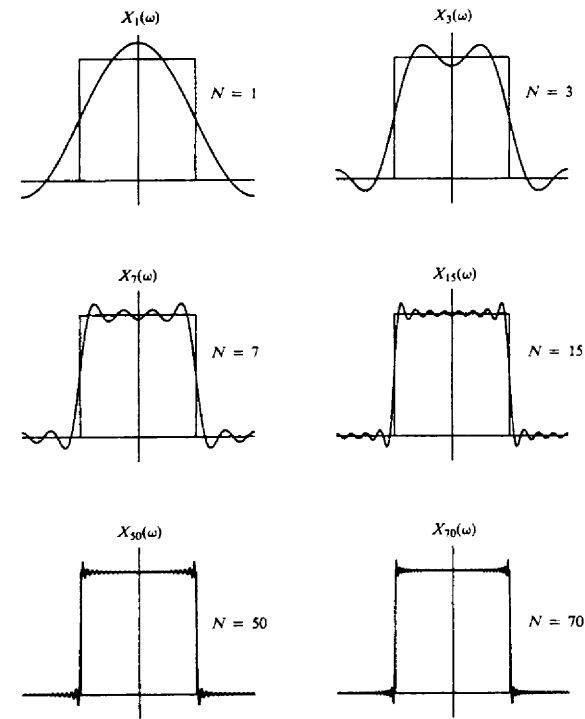 X₁(ω)
N = 1
X₃(ω)
N = 3
X₇(ω)
N = 7
X₁₅(ω)
N = 15
X₅₀(ω)
N = 50
X₇₀(ω)
N = 70